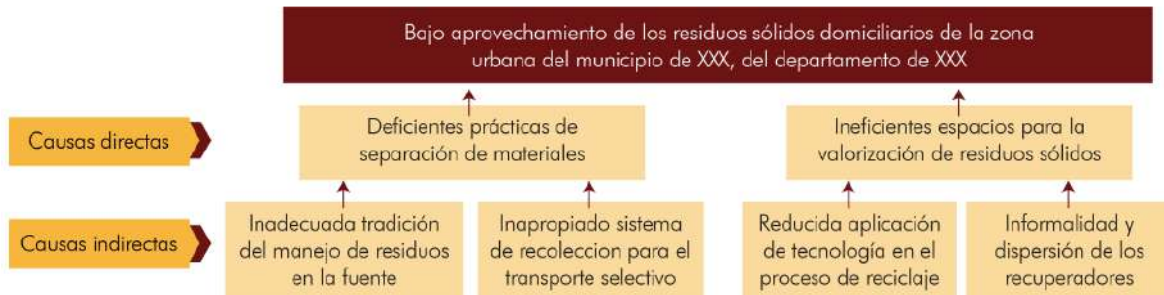 Bajo aprovechamiento de los residuos sólidos domiciliarios de la zona
urbana del municipio de XXX, del departamento de XXX
Causas directas
Deficientes prácticas de
separación de materiales
Ineficientes espacios para la
valorización de residuos sólidos
Causas indirectas
Inadecuada tradición
del manejo de residuos
en la fuente
Inapropiado sistema
de recoleccion para el
transporte selectivo
Reducida aplicación
de tecnología en el
proceso de reciclaje
Informalidad y
dispersión de los
recuperadores